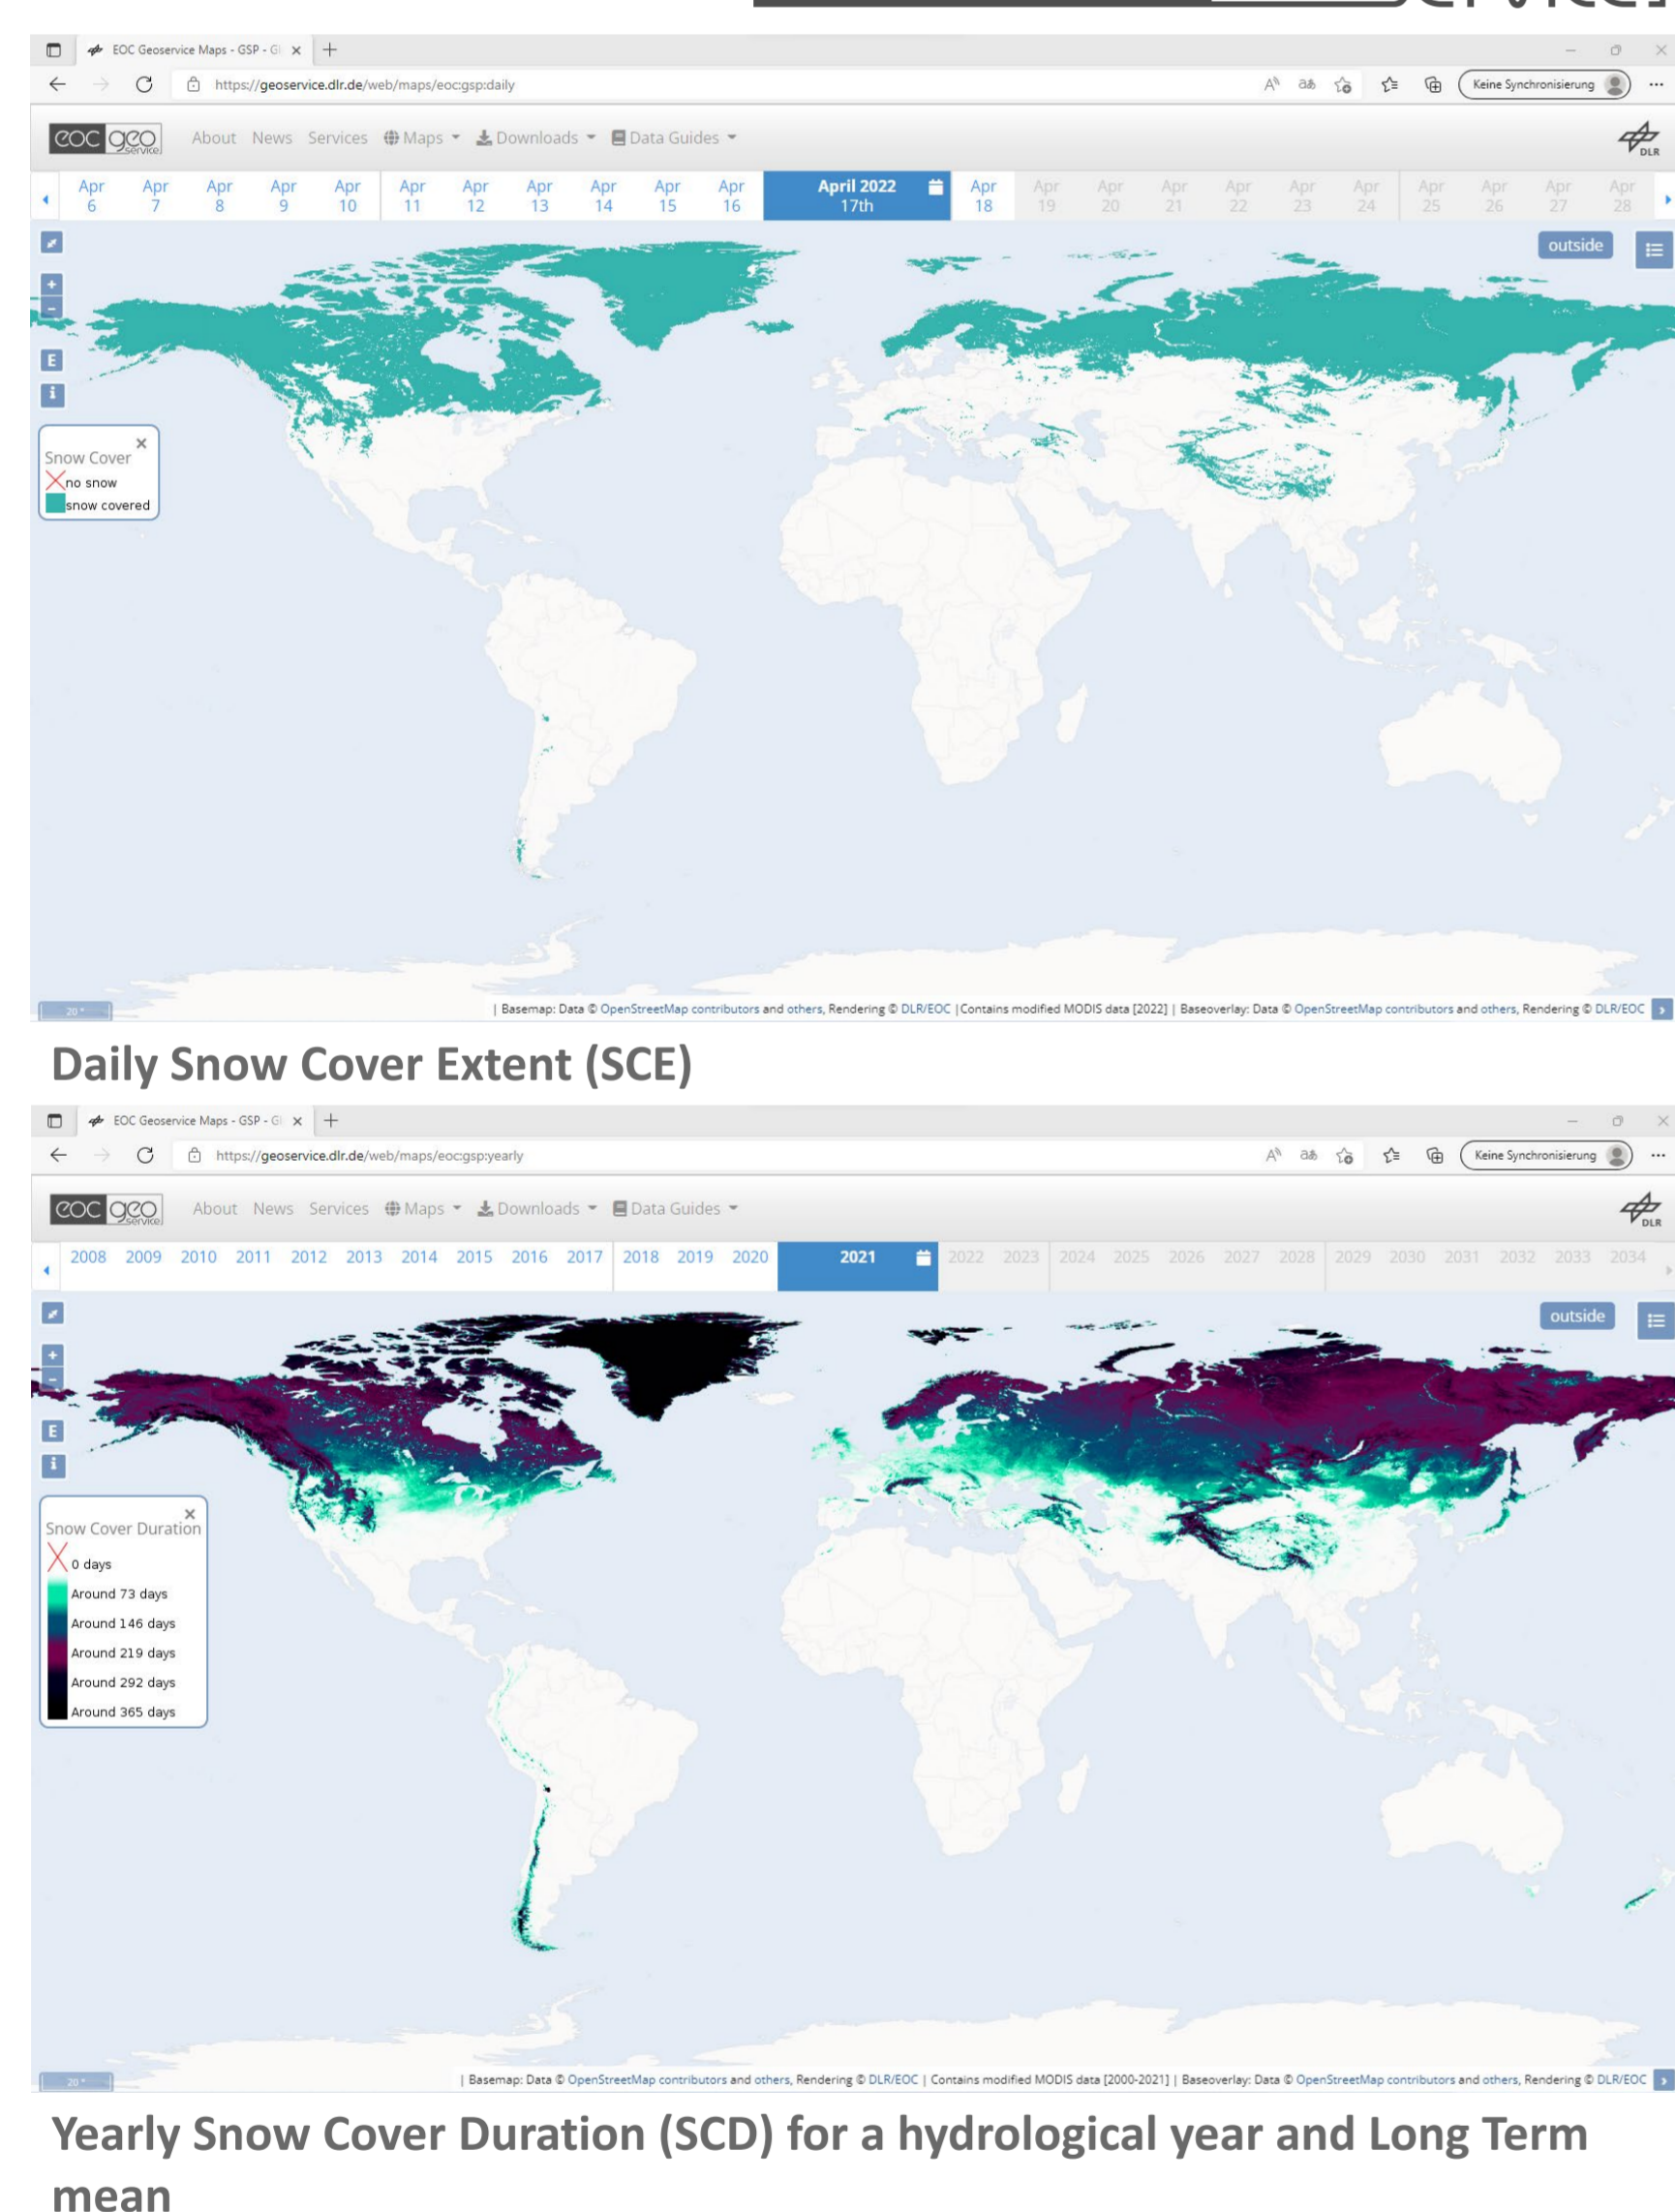 EOC Geoservice Maps - GSP - Gl
https://geoservice.dlr.de/web/maps/eoc:gsp:daily
Keine Synchronisierung
eoc geo service
About News Services Maps Downloads Data Guides
DLR
Apr 6 Apr 7 Apr 8 Apr 9 Apr 10 Apr 11 Apr 12 Apr 13 Apr 14 Apr 15 Apr 16 April 2022 17th Apr 18 Apr 19 Apr 20 Apr 21 Apr 22 Apr 23 Apr 24 Apr 25 Apr 26 Apr 27 Apr 28
outside
E
i
Snow Cover
no snow
snow covered
20 °
| Basemap: Data © OpenStreetMap contributors and others, Rendering © DLR/EOC |Contains modified MODIS data [2022] | Baseoverlay: Data © OpenStreetMap contributors and others, Rendering © DLR/EOC
Daily Snow Cover Extent (SCE)
EOC Geoservice Maps - GSP - Gl
https://geoservice.dlr.de/web/maps/eoc:gsp:yearly
Keine Synchronisierung
eoc geo service
About News Services Maps Downloads Data Guides
DLR
2008 2009 2010 2011 2012 2013 2014 2015 2016 2017 2018 2019 2020 2021 2022 2023 2024 2025 2026 2027 2028 2029 2030 2031 2032 2033 2034
outside
E
i
Snow Cover Duration
0 days
Around 73 days
Around 146 days
Around 219 days
Around 292 days
Around 365 days
20 °
| Basemap: Data © OpenStreetMap contributors and others, Rendering © DLR/EOC | Contains modified MODIS data [2000-2021] | Baseoverlay: Data © OpenStreetMap contributors and others, Rendering © DLR/EOC
Yearly Snow Cover Duration (SCD) for a hydrological year and Long Term
mean